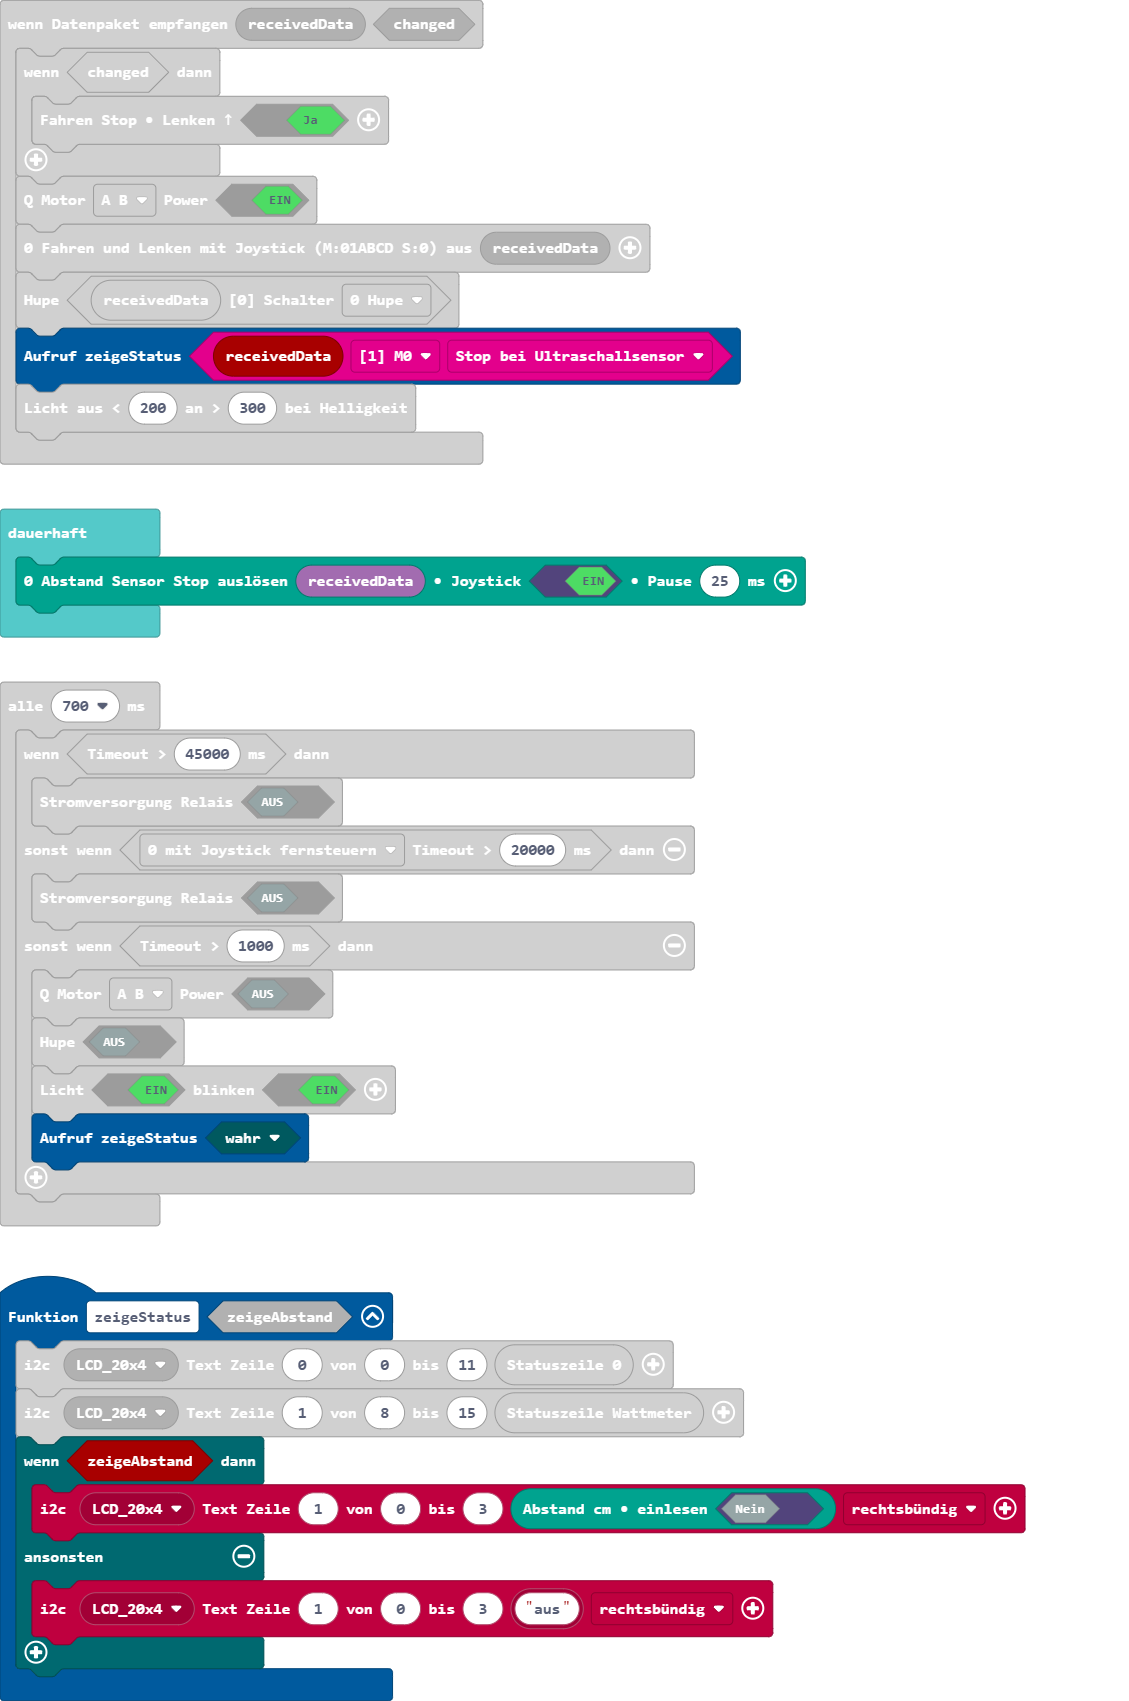 wenn Datenpaket empfangen receivedData changed
wenn changed dann
Fahren Stop • Lenken ↑ Ja
Q Motor A B Power EIN
0 Fahren und Lenken mit Joystick (M:01ABCD S:0) aus receivedData
Hupe receivedData [0] Schalter 0 Hupe
Aufruf zeigeStatus receivedData [1] M0 Stop bei Ultraschallsensor
Licht aus < 200 an > 300 bei Helligkeit
dauerhaft
0 Abstand Sensor Stop auslösen receivedData • Joystick EIN • Pause 25 ms
alle 700 ms
wenn Timeout > 45000 ms dann
Stromversorgung Relais AUS
sonst wenn 0 mit Joystick fernsteuern Timeout > 20000 ms dann
Stromversorgung Relais AUS
sonst wenn Timeout > 1000 ms dann
Q Motor A B Power AUS
Hupe AUS
Licht EIN blinken EIN
Aufruf zeigeStatus wahr
Funktion zeigeStatus zeigeAbstand
i2c LCD_20x4 Text Zeile 0 von 0 bis 11 Statuszeile 0
i2c LCD_20x4 Text Zeile 1 von 8 bis 15 Statuszeile Wattmeter
wenn zeigeAbstand dann
i2c LCD_20x4 Text Zeile 1 von 0 bis 3 Abstand cm • einlesen Nein rechtsbündig
ansonsten
i2c LCD_20x4 Text Zeile 1 von 0 bis 3 "aus" rechtsbündig